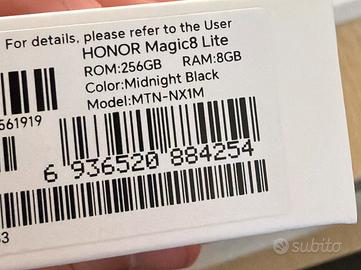 For details, please refer to the User
HONOR Magic8 Lite
ROM:256GB RAM:8GB
Color:Midnight Black
Model:MTN-NX1M
561919
6 936520 884254
53
subito